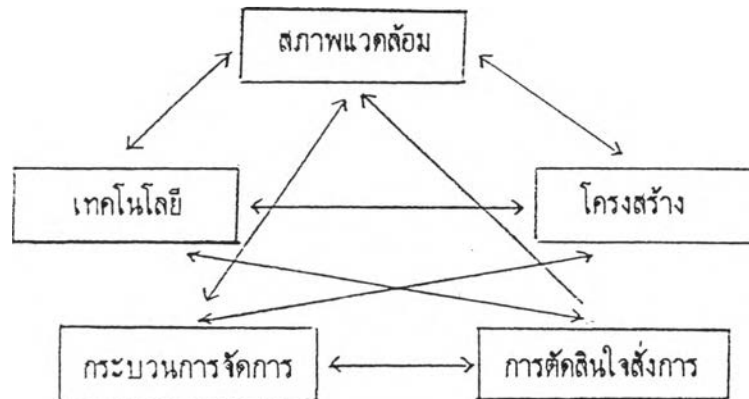 สภาพแวดล้อม
เทคโนโลยี
โครงสร้าง
กระบวนการจัดการ
การตัดสินใจสั่งการ